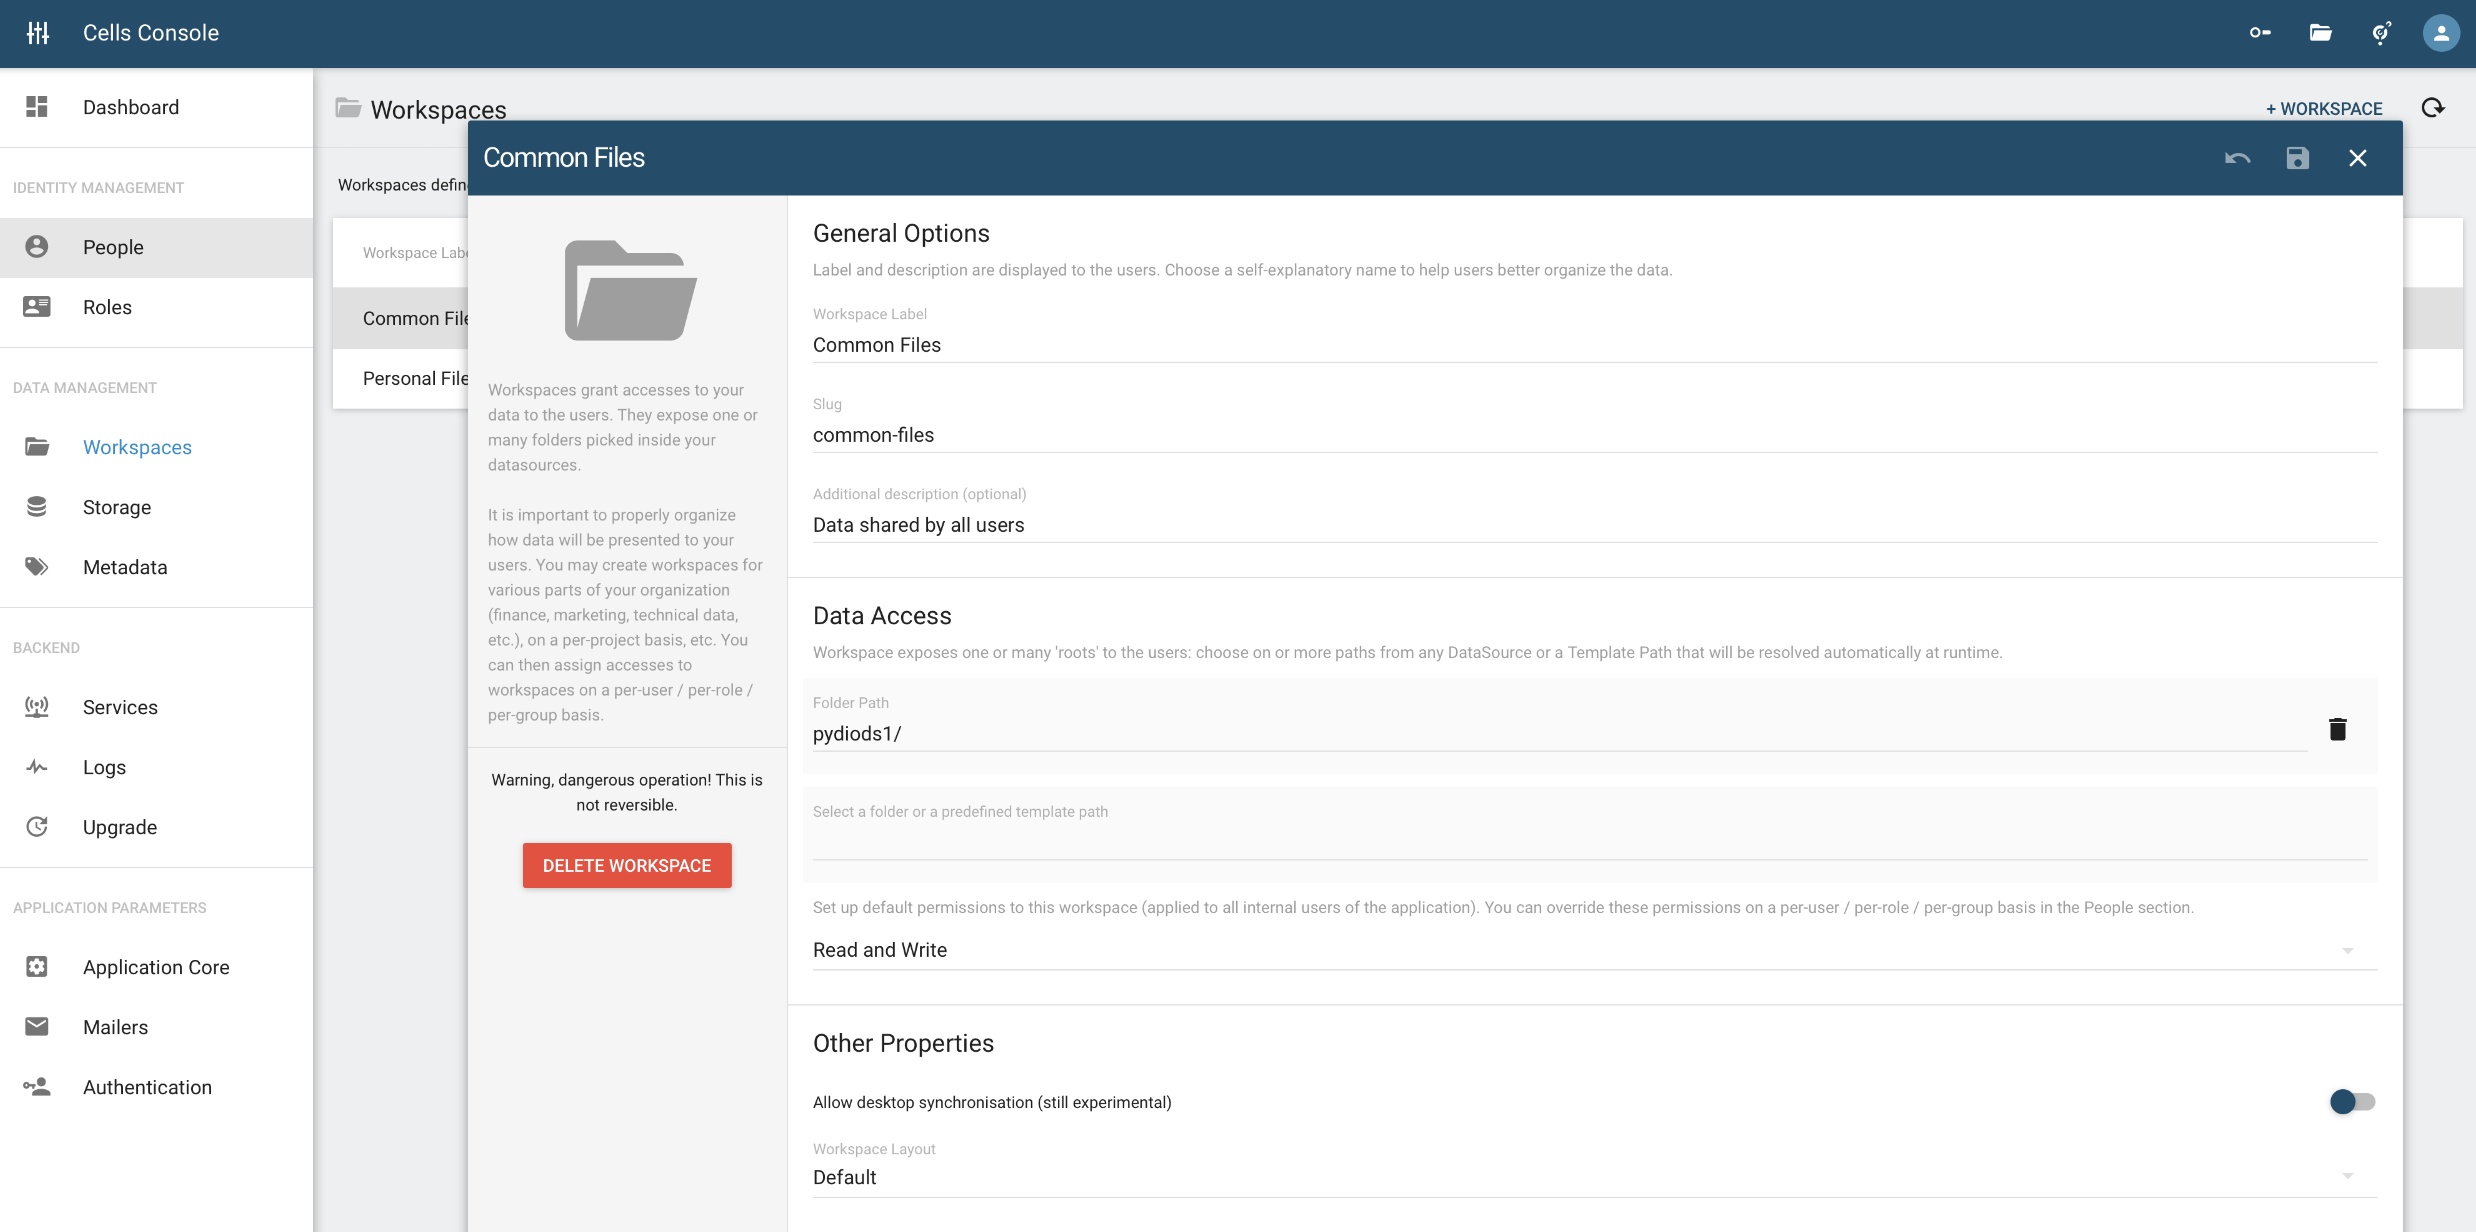 Cells Console
Dashboard
IDENTITY MANAGEMENT
People
Roles
DATA MANAGEMENT
Workspaces
Storage
Metadata
BACKEND
Services
Logs
Upgrade
APPLICATION PARAMETERS
Application Core
Mailers
Authentication
Workspaces
+ WORKSPACE
Workspaces defin
Workspace Labe
Common File
Personal File
Common Files
Workspaces grant accesses to your
data to the users. They expose one or
many folders picked inside your
datasources.
It is important to properly organize
how data will be presented to your
users. You may create workspaces for
various parts of your organization
(finance, marketing, technical data,
etc.), on a per-project basis, etc. You
can then assign accesses to
workspaces on a per-user / per-role /
per-group basis.
Warning, dangerous operation! This is
not reversible.
DELETE WORKSPACE
General Options
Label and description are displayed to the users. Choose a self-explanatory name to help users better organize the data.
Workspace Label
Common Files
Slug
common-files
Additional description (optional)
Data shared by all users
Data Access
Workspace exposes one or many 'roots' to the users: choose on or more paths from any DataSource or a Template Path that will be resolved automatically at runtime.
Folder Path
pydiods1/
Select a folder or a predefined template path
Set up default permissions to this workspace (applied to all internal users of the application). You can override these permissions on a per-user / per-role / per-group basis in the People section.
Read and Write
Other Properties
Allow desktop synchronisation (still experimental)
Workspace Layout
Default